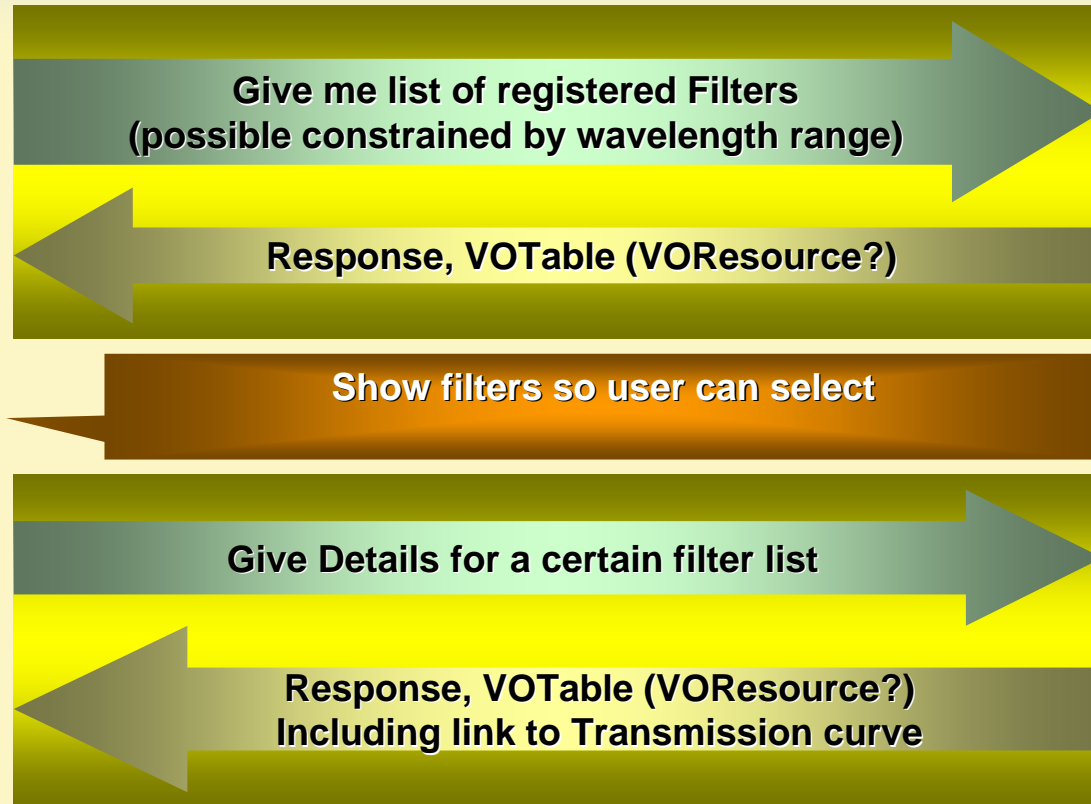 Give me list of registered Filters
(possible constrained by wavelength range)
Response, VOTable (VOResource?)
Show filters so user can select
Give Details for a certain filter list
Response, VOTable (VOResource?)
Including link to Transmission curve